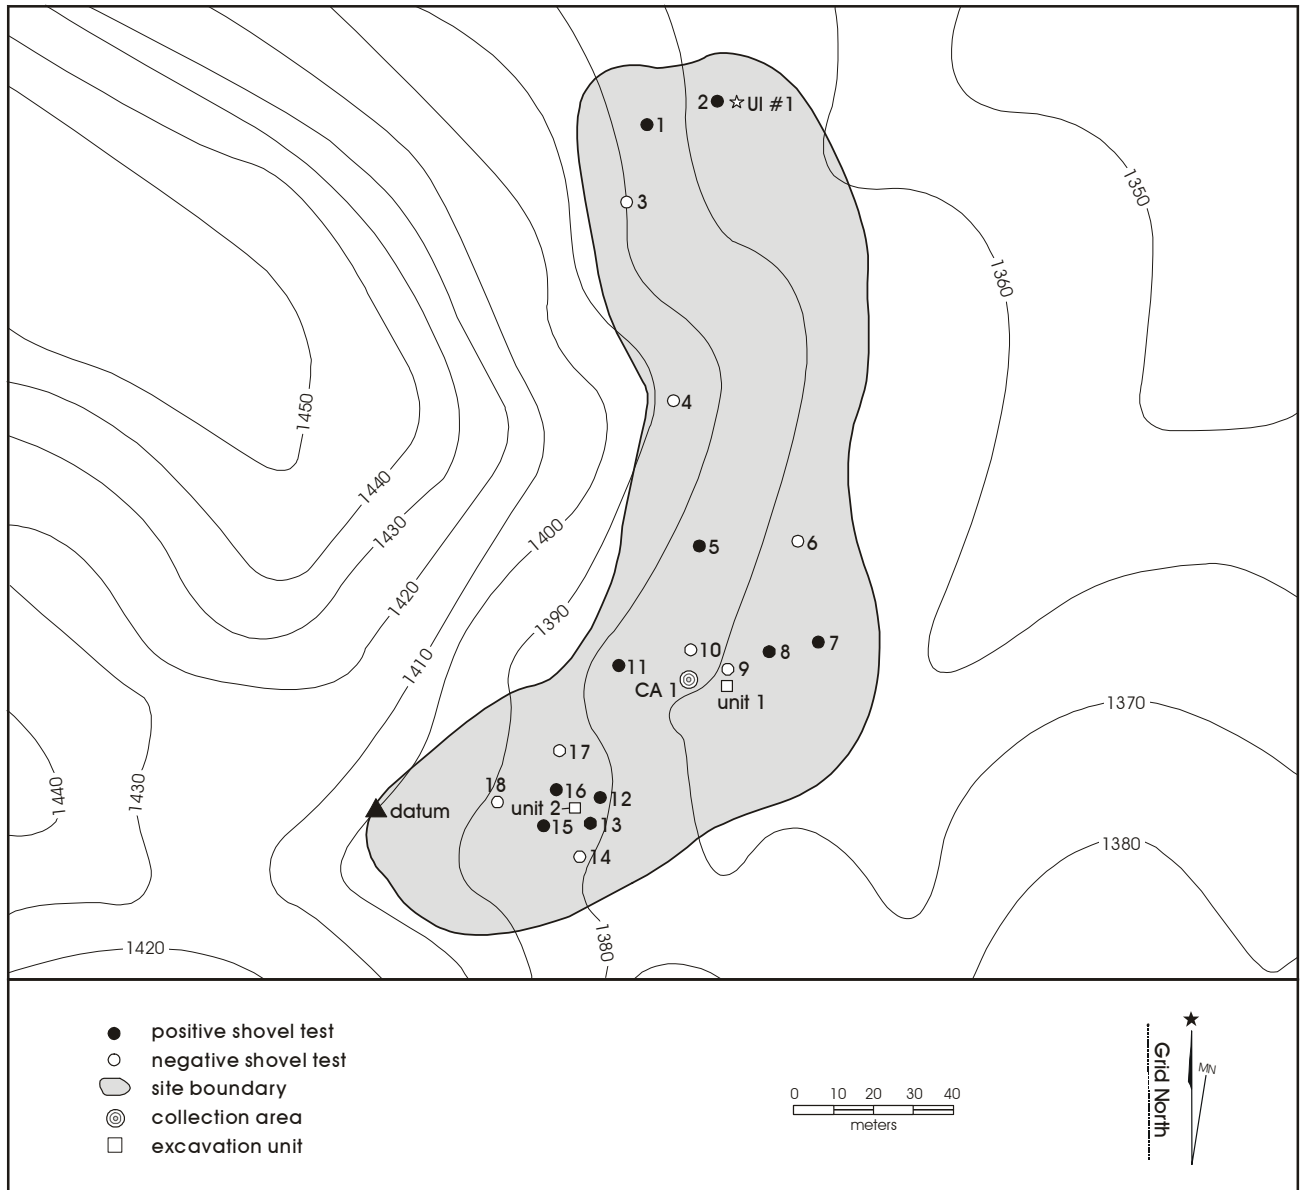 2 UI #1
1
3
1350
1360
4
1450
1440
1430
1400
5
6
1420
1390
1410
10
8
7
11
9
CA 1
unit 1
1370
17
18
16
12
1440
1430
datum
unit 2
15
13
14
1380
1420
1380
positive shovel test
negative shovel test
site boundary
collection area
excavation unit
0 10 20 30 40
meters
Grid North
MN